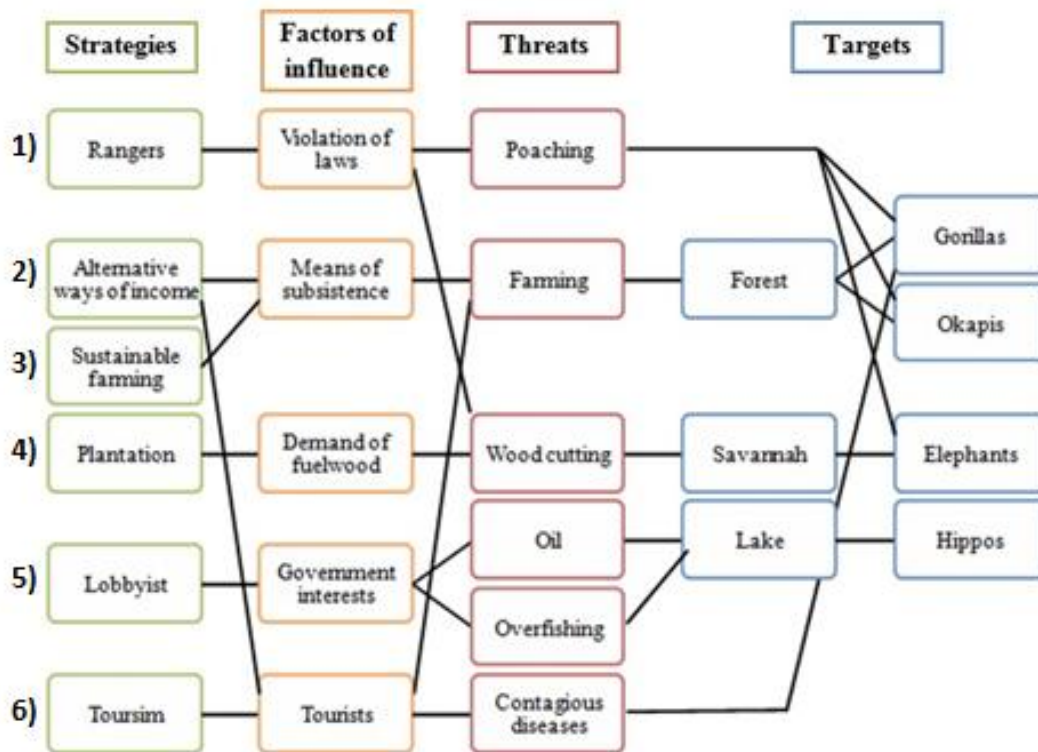 Strategies
Factors of
influence
Threats
Targets
1)
Rangers
Violation of
laws
Poaching
Gorillas
2)
Alternative
ways of income
Means of
subsistence
Farming
Forest
Okapis
3)
Sustainable
farming
4)
Plantation
Demand of
fuelwood
Wood cutting
Savannah
Elephants
Oil
Lake
Hippos
5)
Lobbyist
Government
interests
Overfishing
6)
Toursim
Tourists
Contagious
diseases